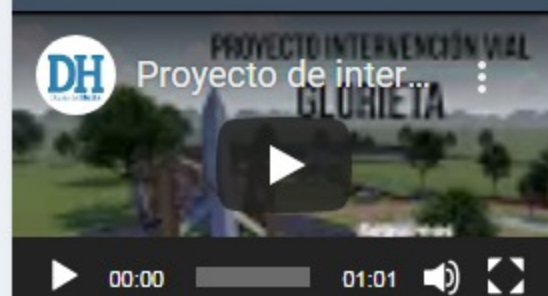 PROYECTO INTERVENCIÓN VIAL
DH Proyecto de inter...
GLORIETA
00:00 01:01